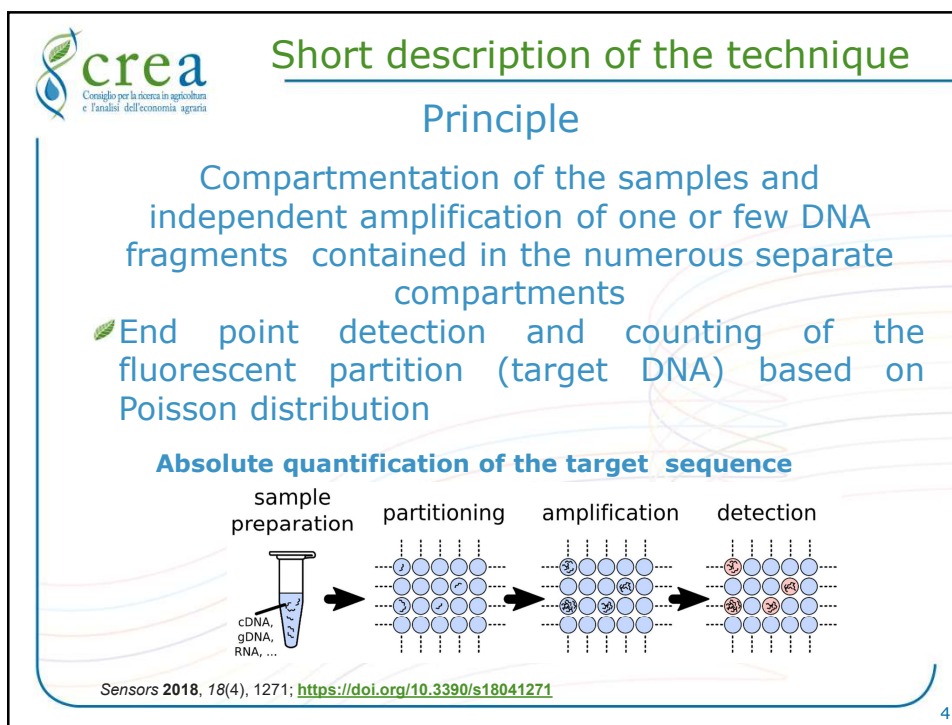 crea
Consiglio per la ricerca in agricoltura
e l'analisi dell'economia agraria
Short description of the technique
Principle
Compartmentation of the samples and
independent amplification of one or few DNA
fragments contained in the numerous separate
compartments
End point detection and counting of the
fluorescent partition (target DNA) based on
Poisson distribution
Absolute quantification of the target sequence
sample
preparation
partitioning
amplification
detection
cDNA,
gDNA,
RNA, ...
Sensors 2018, 18(4), 1271; https://doi.org/10.3390/s18041271
4